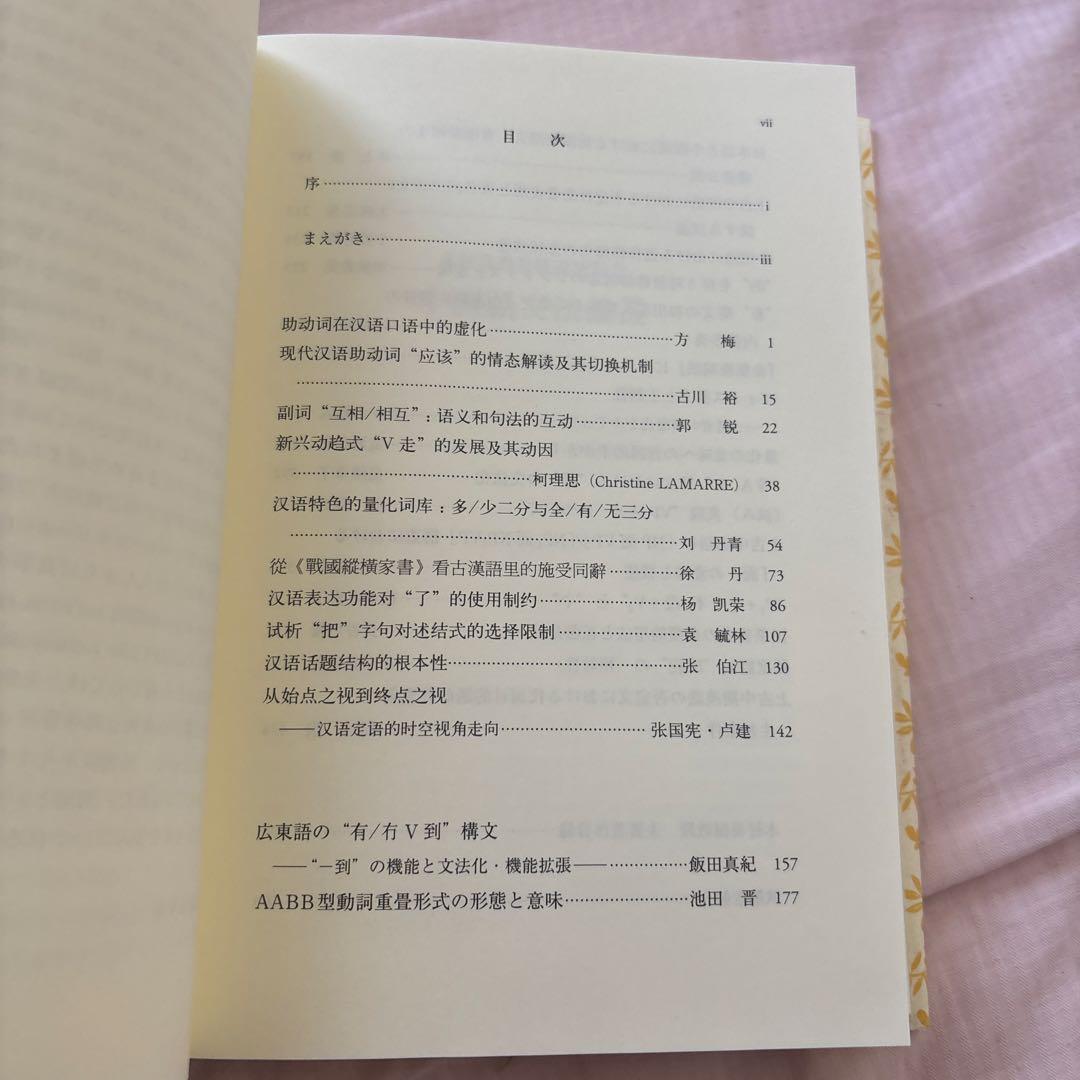 vii
目 次
序……i
まえがき……iii
助动词在汉语口语中的虚化……方 梅 1
现代汉语助动词“应该”的情态解读及其切换机制
……古川 裕 15
副词“互相/相互”：语义和句法的互动……郭 锐 22
新兴动趋式“V 走”的发展及其动因
……柯理思（Christine LAMARRE） 38
汉语特色的量化词库：多/少二分与全/有/无三分
……刘 丹青 54
從《戰國縱橫家書》看古漢語里的施受同辭……徐 丹 73
汉语表达功能对“了”的使用制约……杨 凯荣 86
试析“把”字句对述结式的选择限制……袁 毓林 107
汉语话题结构的根本性……张 伯江 130
从始点之视到终点之视
——汉语定语的时空视角走向……张国宪・卢建 142
広東語の“有/冇 V 到”構文
——“−到”の機能と文法化・機能拡張——……飯田真紀 157
AABB型動詞重畳形式の形態と意味……池田 晋 177